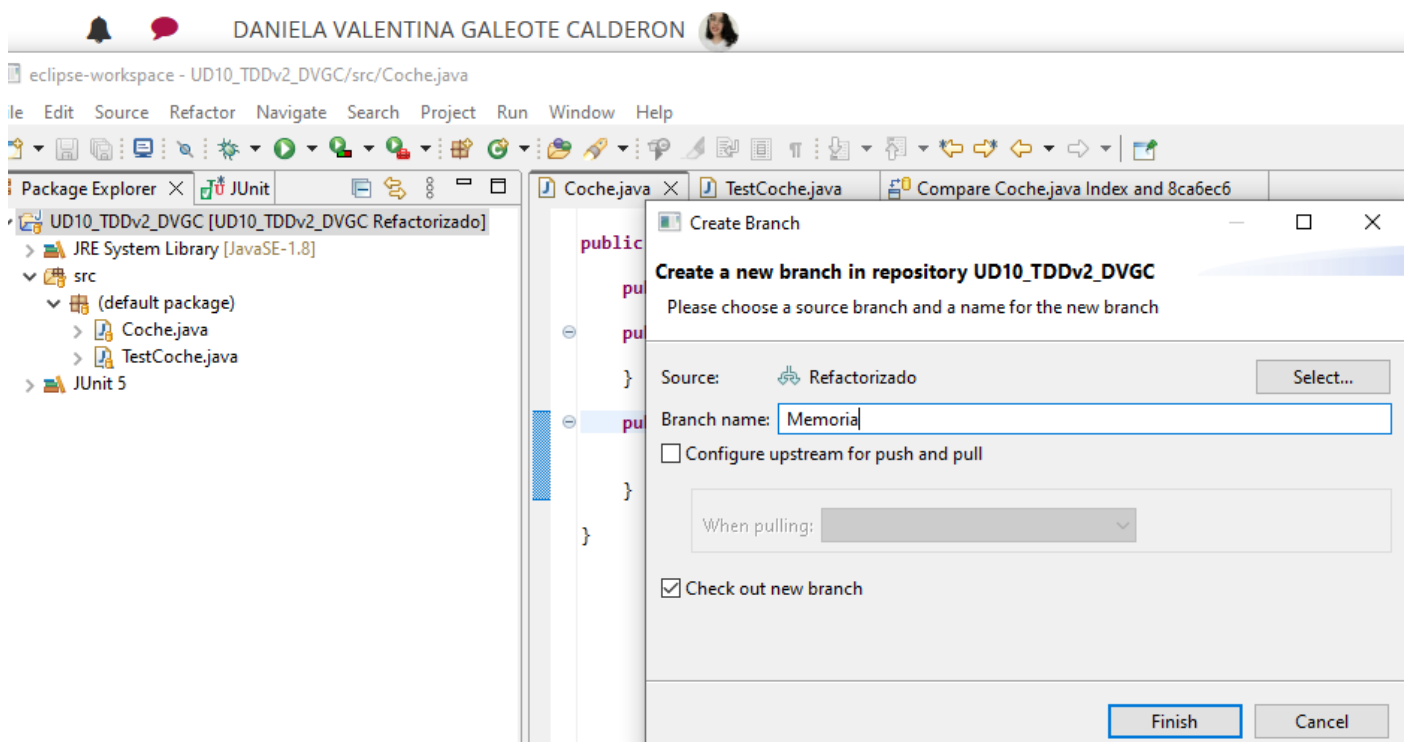 DANIELA VALENTINA GALEOTE CALDERON
eclipse-workspace - UD10_TDDv2_DVGC/src/Coche.java
ile Edit Source Refactor Navigate Search Project Run Window Help
Package Explorer JUnit
Coche.java TestCoche.java Compare Coche.java Index and 8ca6ec6
UD10_TDDv2_DVGC [UD10_TDDv2_DVGC Refactorizado]
JRE System Library [JavaSE-1.8]
src
(default package)
Coche.java
TestCoche.java
JUnit 5
public
pul
pul
}
pul
}
}
Create Branch
Create a new branch in repository UD10_TDDv2_DVGC
Please choose a source branch and a name for the new branch
Source: Refactorizado Select...
Branch name: Memoria
Configure upstream for push and pull
When pulling:
Check out new branch
Finish Cancel